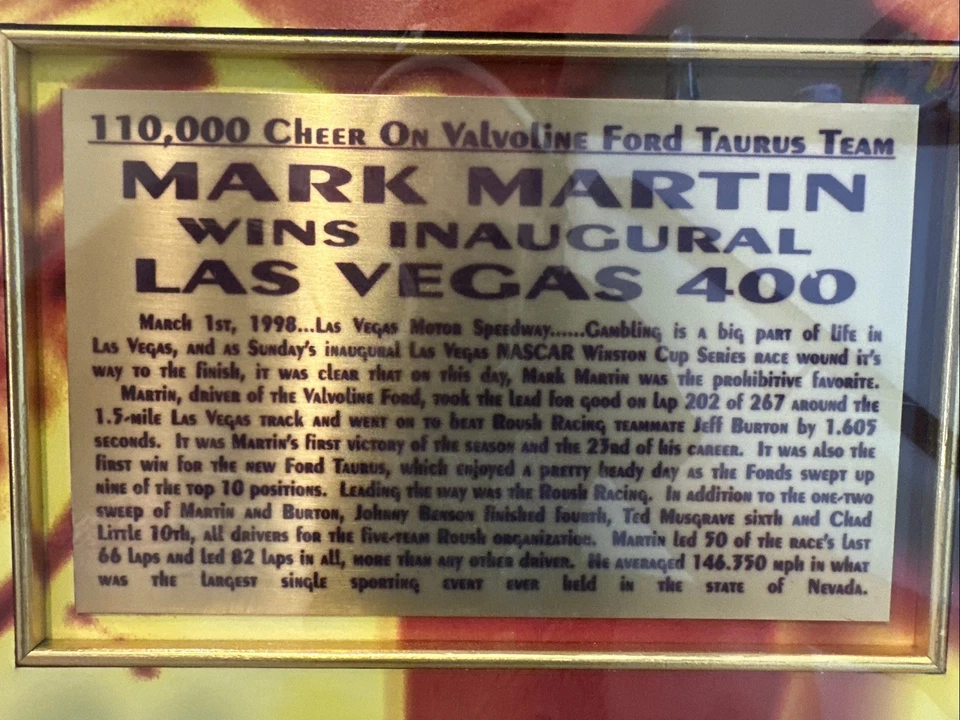 110,000 Cheer On Valvoline Ford Taurus Team
MARK MARTIN
WINS INAUGURAL
LAS VEGAS 400
March 1st, 1998...Las Vegas Motor Speedway......Gambling is a big part of life in
Las Vegas, and as Sunday's inaugural Las Vegas NASCAR Winston Cup Series race wound it's
way to the finish, it was clear that on this day, Mark Martin was the prohibitive favorite.
Martin, driver of the Valvoline Ford, took the lead for good on lap 202 of 267 around the
1.5-mile Las Vegas track and went on to beat Roush Racing teammate Jeff Burton by 1.605
seconds. It was Martin's first victory of the season and the 23rd of his career. It was also the
first win for the new Ford Taurus, which enjoyed a pretty heady day as the Fords swept up
nine of the top 10 positions. Leading the way was the Roush Racing. In addition to the one-two
sweep of Martin and Burton, Johnny Benson finished fourth, Ted Musgrave sixth and Chad
Little 10th, all drivers for the five-team Roush organization. Martin led 50 of the race's last
66 laps and led 82 laps in all, more than any other driver. He averaged 146.350 mph in what
was the largest single sporting event ever held in the state of Nevada.